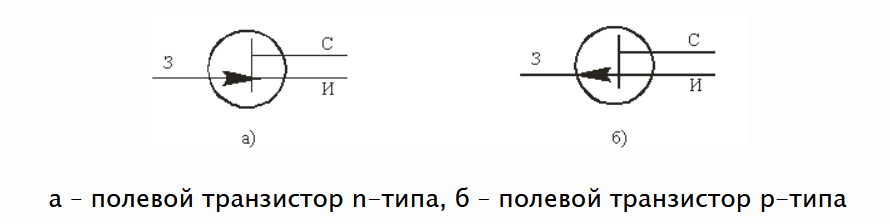 З С И З С И
а) б)
а – полевой транзистор n-типа, б – полевой транзистор p-типа